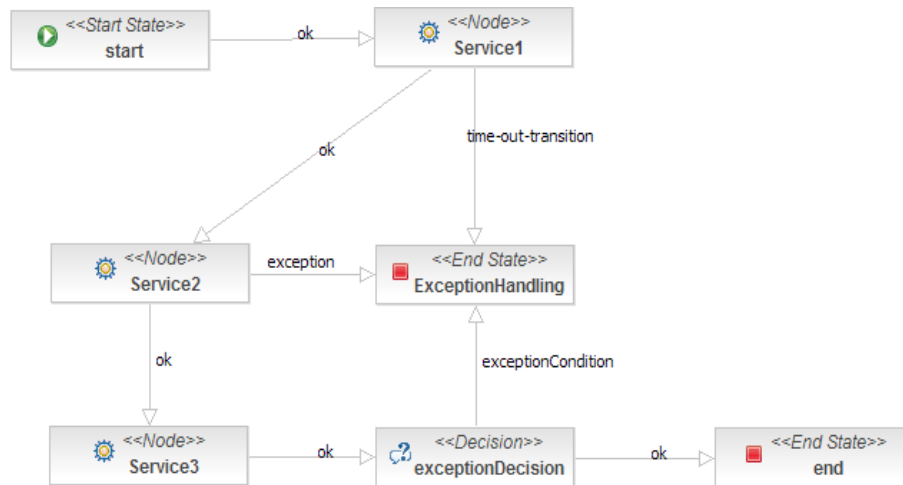 <<Start State>>
start
ok
<<Node>>
Service1
ok
time-out-transition
<<Node>>
Service2
exception
<<End State>>
ExceptionHandling
ok
exceptionCondition
<<Node>>
Service3
ok
<<Decision>>
exceptionDecision
ok
<<End State>>
end